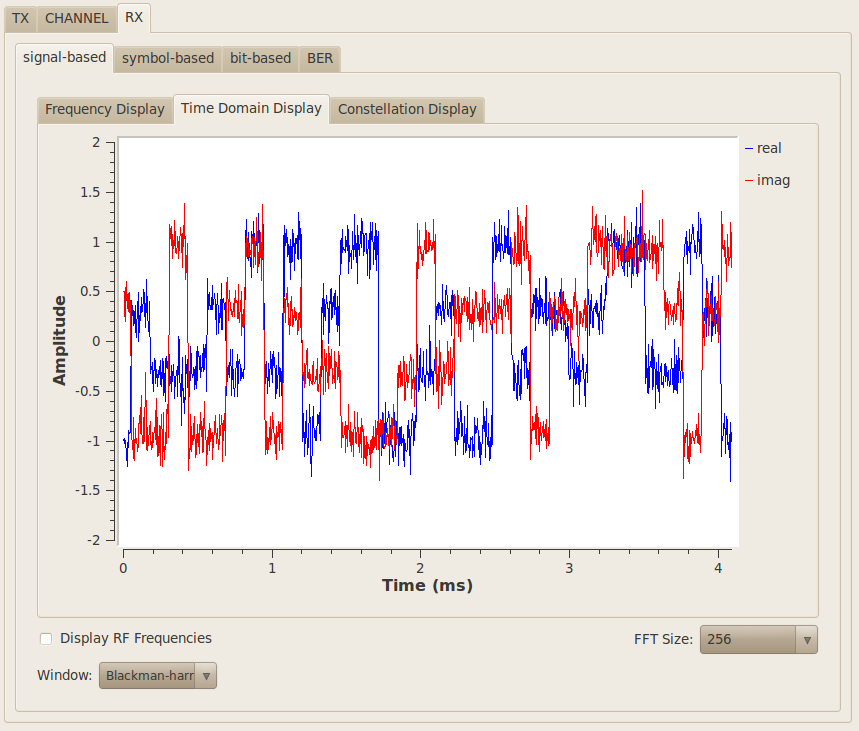 TX CHANNEL RX
signal-based symbol-based bit-based BER
Frequency Display Time Domain Display Constellation Display
2
1.5
1
0.5
0
-0.5
-1
-1.5
-2
Amplitude
real
imag
0 1 2 3 4
Time (ms)
Display RF Frequencies
FFT Size: 256
Window: Blackman-harr